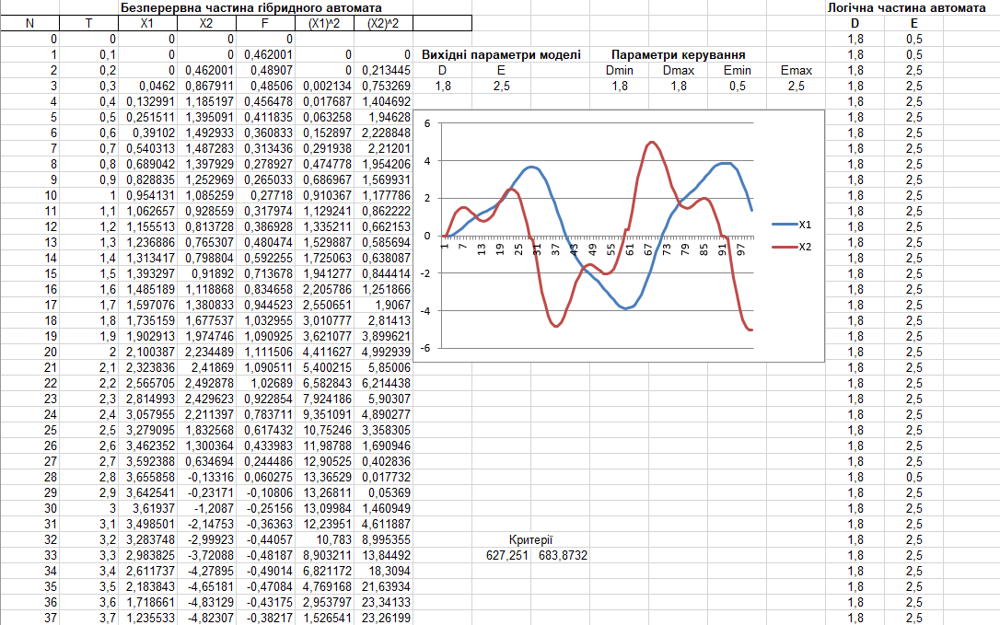 Безперервна частина гібридного автомата Логічна частина автомата
N T X1 X2 F (X1)^2 (X2)^2 D E
0 0 0 0 0 1,8 0,5
1 0,1 0 0 0,462001 0 0 Вихідні параметри моделі Параметри керування 1,8 0,5
2 0,2 0 0,462001 0,48907 0 0,213445 D E Dmin Dmax Emin Emax 1,8 2,5
3 0,3 0,0462 0,867911 0,48506 0,002134 0,753269 1,8 2,5 1,8 1,8 0,5 2,5 1,8 2,5
4 0,4 0,132991 1,185197 0,456478 0,017687 1,404692 1,8 2,5
5 0,5 0,251511 1,395091 0,411835 0,063258 1,94628 1,8 2,5
6 0,6 0,39102 1,492933 0,360833 0,152897 2,228848 1,8 2,5
7 0,7 0,540313 1,487283 0,313436 0,291938 2,21201 1,8 2,5
8 0,8 0,689042 1,397929 0,278927 0,474778 1,954206 1,8 2,5
9 0,9 0,828835 1,252969 0,265033 0,686967 1,569931 1,8 2,5
10 1 0,954131 1,085259 0,27718 0,910367 1,177786 1,8 2,5
11 1,1 1,062657 0,928559 0,317974 1,129241 0,862222 1,8 2,5
12 1,2 1,155513 0,813728 0,386928 1,335211 0,662153 1,8 2,5
13 1,3 1,236886 0,765307 0,480474 1,529887 0,585694 1,8 2,5
14 1,4 1,313417 0,798804 0,592255 1,725063 0,638087 1,8 2,5
15 1,5 1,393297 0,91892 0,713678 1,941277 0,844414 1,8 2,5
16 1,6 1,485189 1,118868 0,834658 2,205786 1,251866 1,8 2,5
17 1,7 1,597076 1,380833 0,944523 2,550651 1,9067 1,8 2,5
18 1,8 1,735159 1,677537 1,032955 3,010777 2,81413 1,8 2,5
19 1,9 1,902913 1,974746 1,090925 3,621077 3,899621 1,8 2,5
20 2 2,100387 2,234489 1,111506 4,411627 4,992939 1,8 2,5
21 2,1 2,323836 2,41869 1,090511 5,400215 5,85006 1,8 2,5
22 2,2 2,565705 2,492878 1,02689 6,582843 6,214438 1,8 2,5
23 2,3 2,814993 2,429623 0,922854 7,924186 5,90307 1,8 2,5
24 2,4 3,057955 2,211397 0,783711 9,351091 4,890277 1,8 2,5
25 2,5 3,279095 1,832568 0,617432 10,75246 3,358305 1,8 2,5
26 2,6 3,462352 1,300364 0,433983 11,98788 1,690946 1,8 2,5
27 2,7 3,592388 0,634694 0,244486 12,90525 0,402836 1,8 2,5
28 2,8 3,655858 -0,13316 0,060275 13,36529 0,017732 1,8 0,5
29 2,9 3,642541 -0,23171 -0,10806 13,26811 0,05369 1,8 2,5
30 3 3,61937 -1,2087 -0,25156 13,09984 1,460949 1,8 2,5
31 3,1 3,498501 -2,14753 -0,36363 12,23951 4,611887 1,8 2,5
32 3,2 3,283748 -2,99923 -0,44057 10,783 8,995355 Критерії 1,8 2,5
33 3,3 2,983825 -3,72088 -0,48187 8,903211 13,84492 627,251 683,8732 1,8 2,5
34 3,4 2,611737 -4,27895 -0,49014 6,821172 18,3094 1,8 2,5
35 3,5 2,183843 -4,65181 -0,47084 4,769168 21,63934 1,8 2,5
36 3,6 1,718661 -4,83129 -0,43175 2,953797 23,34133 1,8 2,5
37 3,7 1,235533 -4,82307 -0,38217 1,526541 23,26199 1,8 2,5
6
4
2
0
-2
-4
-6
1 7 13 19 25 31 37 43 49 55 61 67 73 79 85 91 97
X1
X2